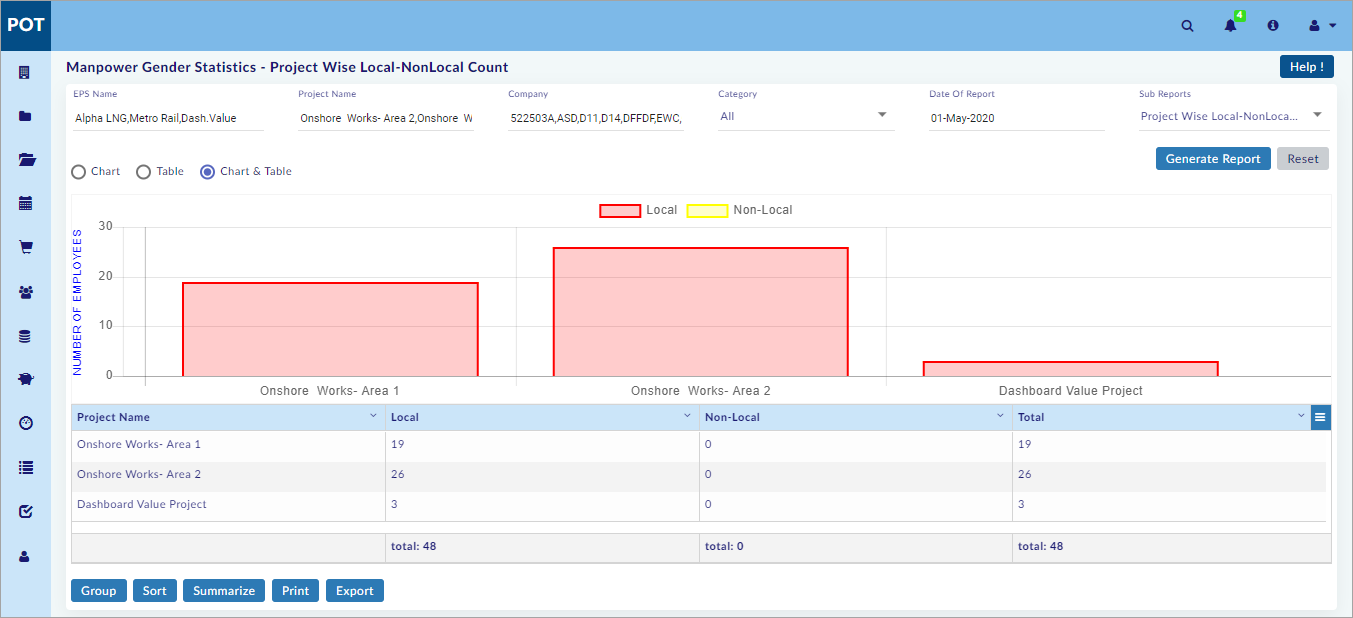 POT
4
Manpower Gender Statistics - Project Wise Local-NonLocal Count
Help !
EPS Name
Project Name
Company
Category
Date Of Report
Sub Reports
Alpha LNG,Metro Rail,Dash.Value
Onshore  Works- Area 2,Onshore  W
522503A,ASD,D11,D14,DFFDF,EWC,
All
01-May-2020
Project Wise Local-NonLoca...
Generate Report
Reset
Chart
Table
Chart & Table
Local
Non-Local
NUMBER OF EMPLOYEES
30
20
10
0
Onshore  Works- Area 1
Onshore  Works- Area 2
Dashboard Value Project
Project Name
Local
Non-Local
Total
Onshore Works- Area 1
19
0
19
Onshore Works- Area 2
26
0
26
Dashboard Value Project
3
0
3
total: 48
total: 0
total: 48
Group
Sort
Summarize
Print
Export